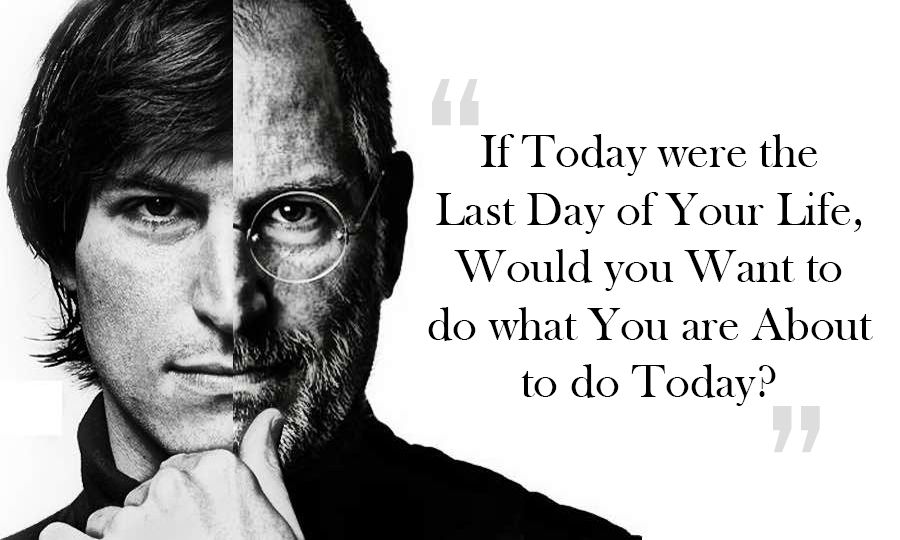 “
If Today were the
Last Day of Your Life,
Would you Want to
do what You are About
to do Today?
”